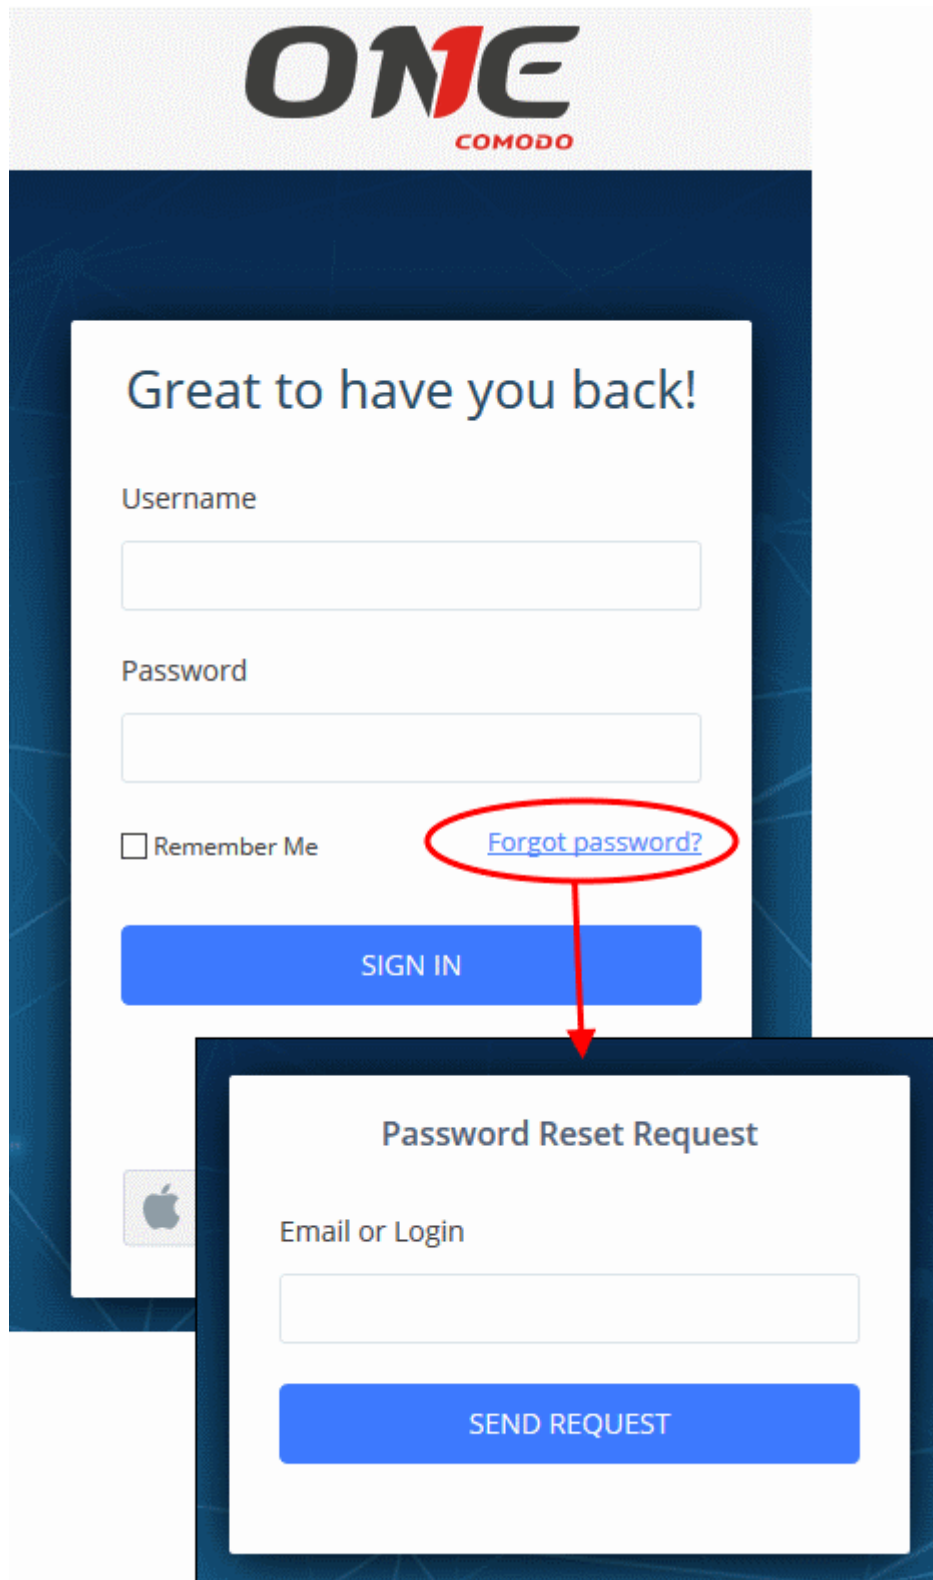 ONE
COMODO
Great to have you back!
Username
Password
Remember Me
Forgot password?
SIGN IN
Password Reset Request
Email or Login
SEND REQUEST